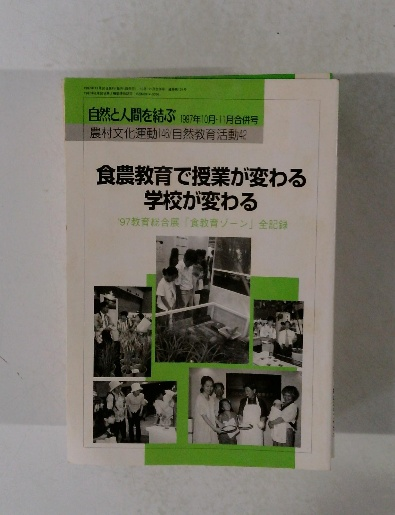 自然と人間を結ぶ 1997年10月・11月合併号
農村文化運動146/自然教育活動42
食農教育で授業が変わる
学校が変わる
'97教育総合展「食教育ゾーン」全記録